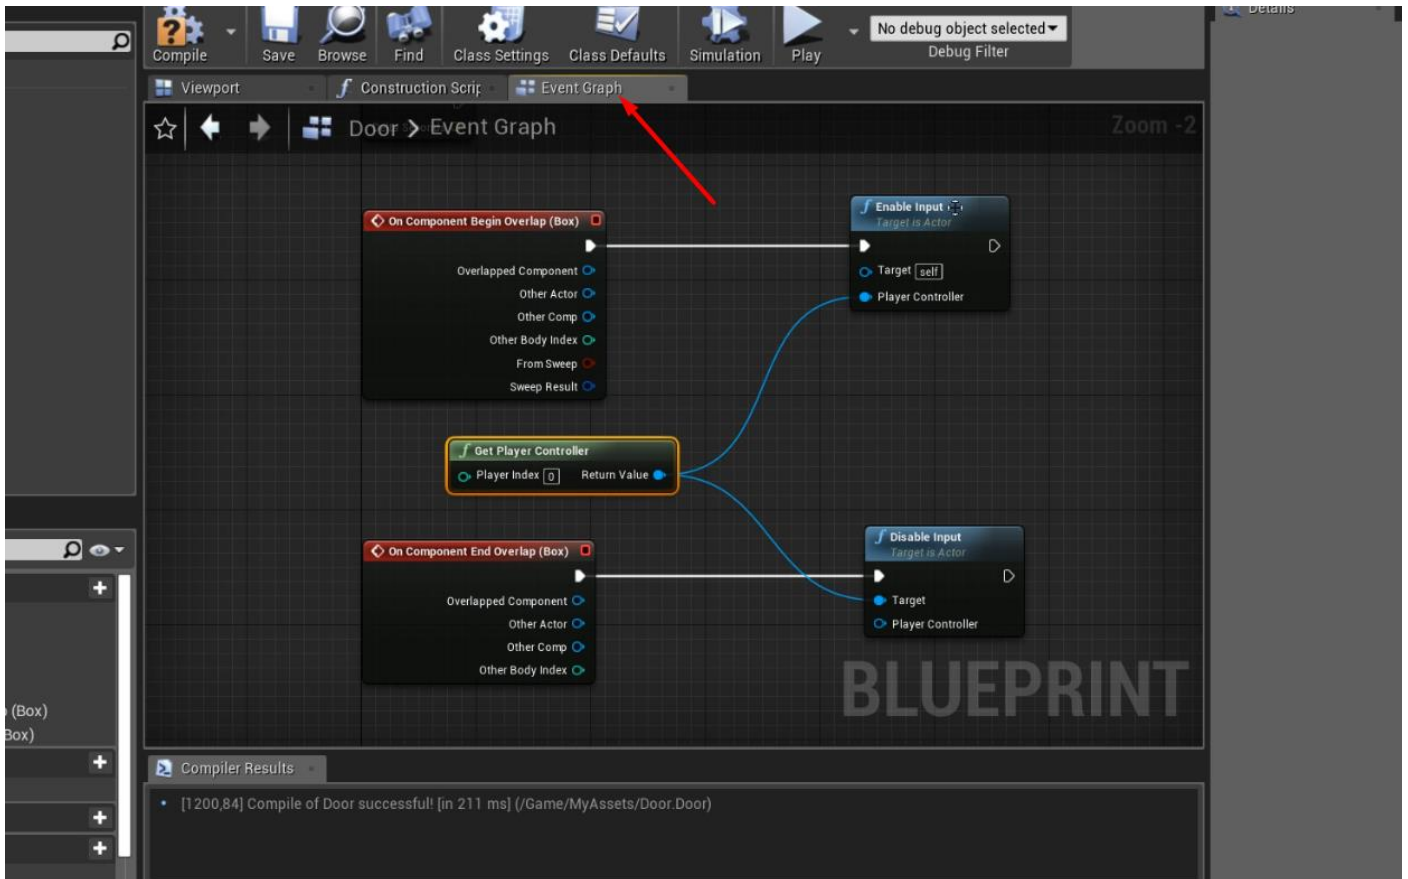 Details
Compile
Save
Browse
Find
Class Settings
Class Defaults
Simulation
Play
No debug object selected
Debug Filter
Viewport
Construction Scrip
Event Graph
Door > Event Graph
Zoom -2
On Component Begin Overlap (Box)
Overlapped Component
Other Actor
Other Comp
Other Body Index
From Sweep
Sweep Result
Enable Input
Target is Actor
Target self
Player Controller
Get Player Controller
Player Index 0 Return Value
On Component End Overlap (Box)
Overlapped Component
Other Actor
Other Comp
Other Body Index
Disable Input
Target is Actor
Target
Player Controller
BLUEPRINT
(Box)
Box)
Compiler Results
[1200,84] Compile of Door successful! [in 211 ms] (/Game/MyAssets/Door.Door)